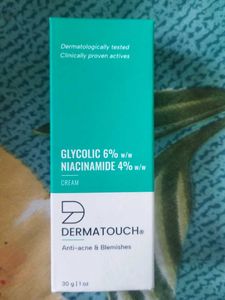 Dermatologically tested
Clinically proven actives
GLYCOLIC 6% w/w
NIACINAMIDE 4% w/w
CREAM
DERMATOUCH®
Anti-acne & Blemishes
30 g | 1 oz